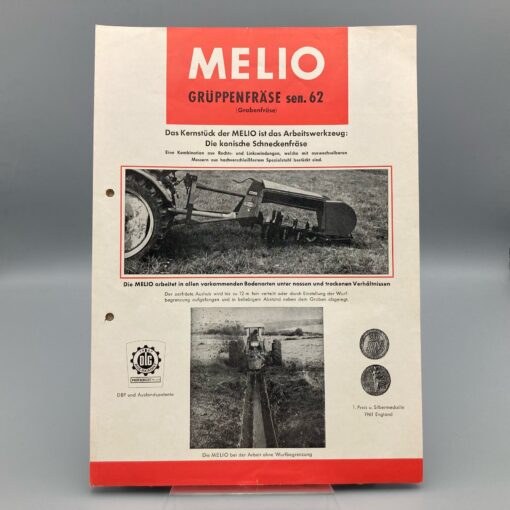 MELIO
GRÜPPENFRÄSE sen. 62
(Grabenfräse)
Das Kernstück der MELIO ist das Arbeitswerkzeug:
Die konische Schneckenfräse
Eine Kombination aus Rechts- und Linkswindungen, welche mit auswechselbaren
Messern aus hochverschleißfestem Spezialstahl bestückt sind.
Die MELIO arbeitet in allen vorkommenden Bodenarten unter nassen und trockenen Verhältnissen
Der gefräste Aushub wird bis zu 12 m fein verteilt oder durch Einstellung der Wurf-
begrenzung aufgefangen und in beliebigem Abstand neben dem Graben abgelegt.
DLG
DBP und Auslandspatente
1. Preis u. Silbermedaille
1961 England
Die MELIO bei der Arbeit ohne Wurfbegrenzung